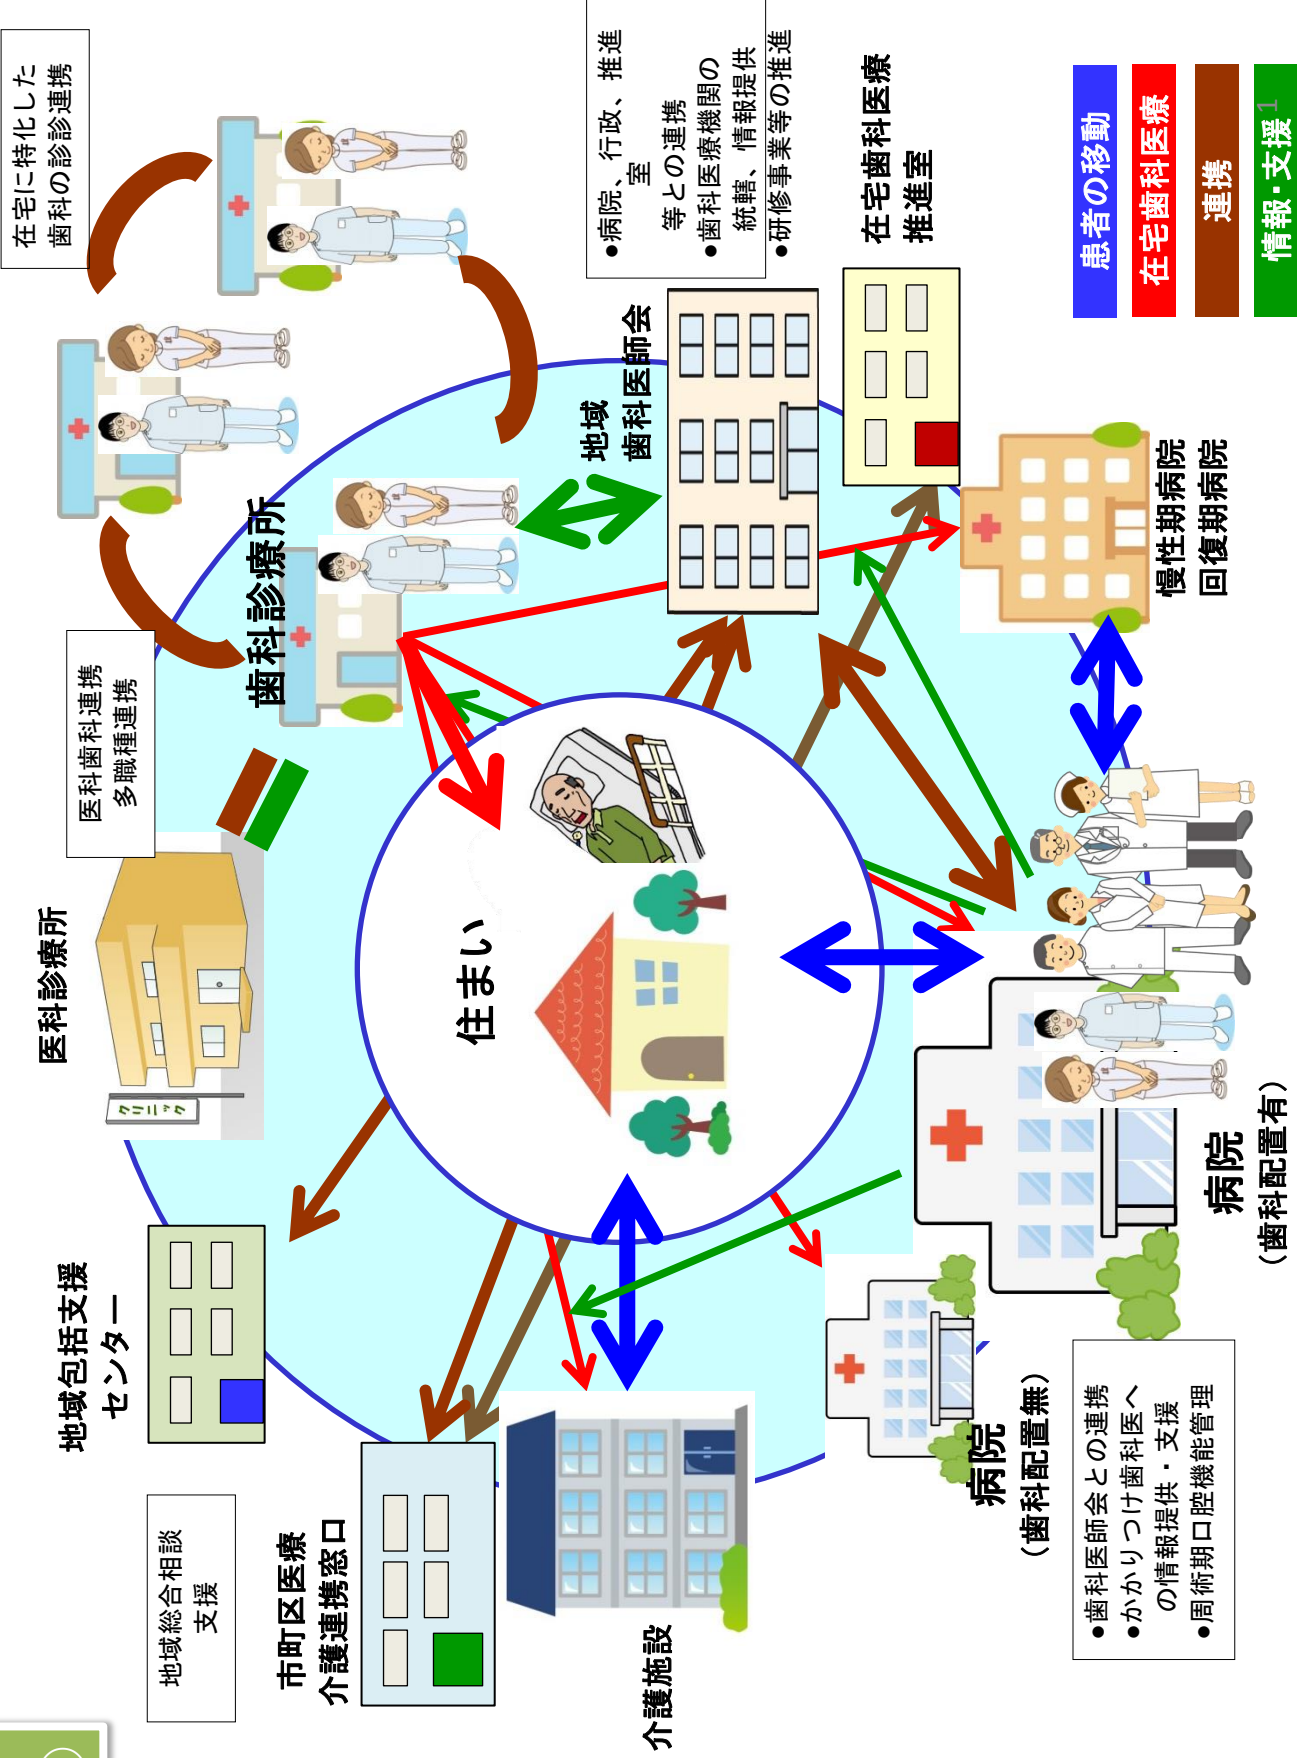 在宅に特化した
歯科の診診連携
医科歯科連携
多職種連携
医科診療所
クリニック
歯科診療所
地域包括支援
センター
地域総合相談
支援
市町区医療
介護連携窓口
介護施設
住まい
地域
歯科医師会
●病院、行政、推進
室
等との連携
●歯科医療機関の
統轄、情報提供
●研修事業等の推進
在宅歯科医療
推進室
慢性期病院
回復期病院
病院
（歯科配置有）
病院
（歯科配置無）
●歯科医師会との連携
●かかりつけ歯科医へ
の情報提供・支援
●周術期口腔機能管理
患者の移動
在宅歯科医療
連携
情報・支援
1